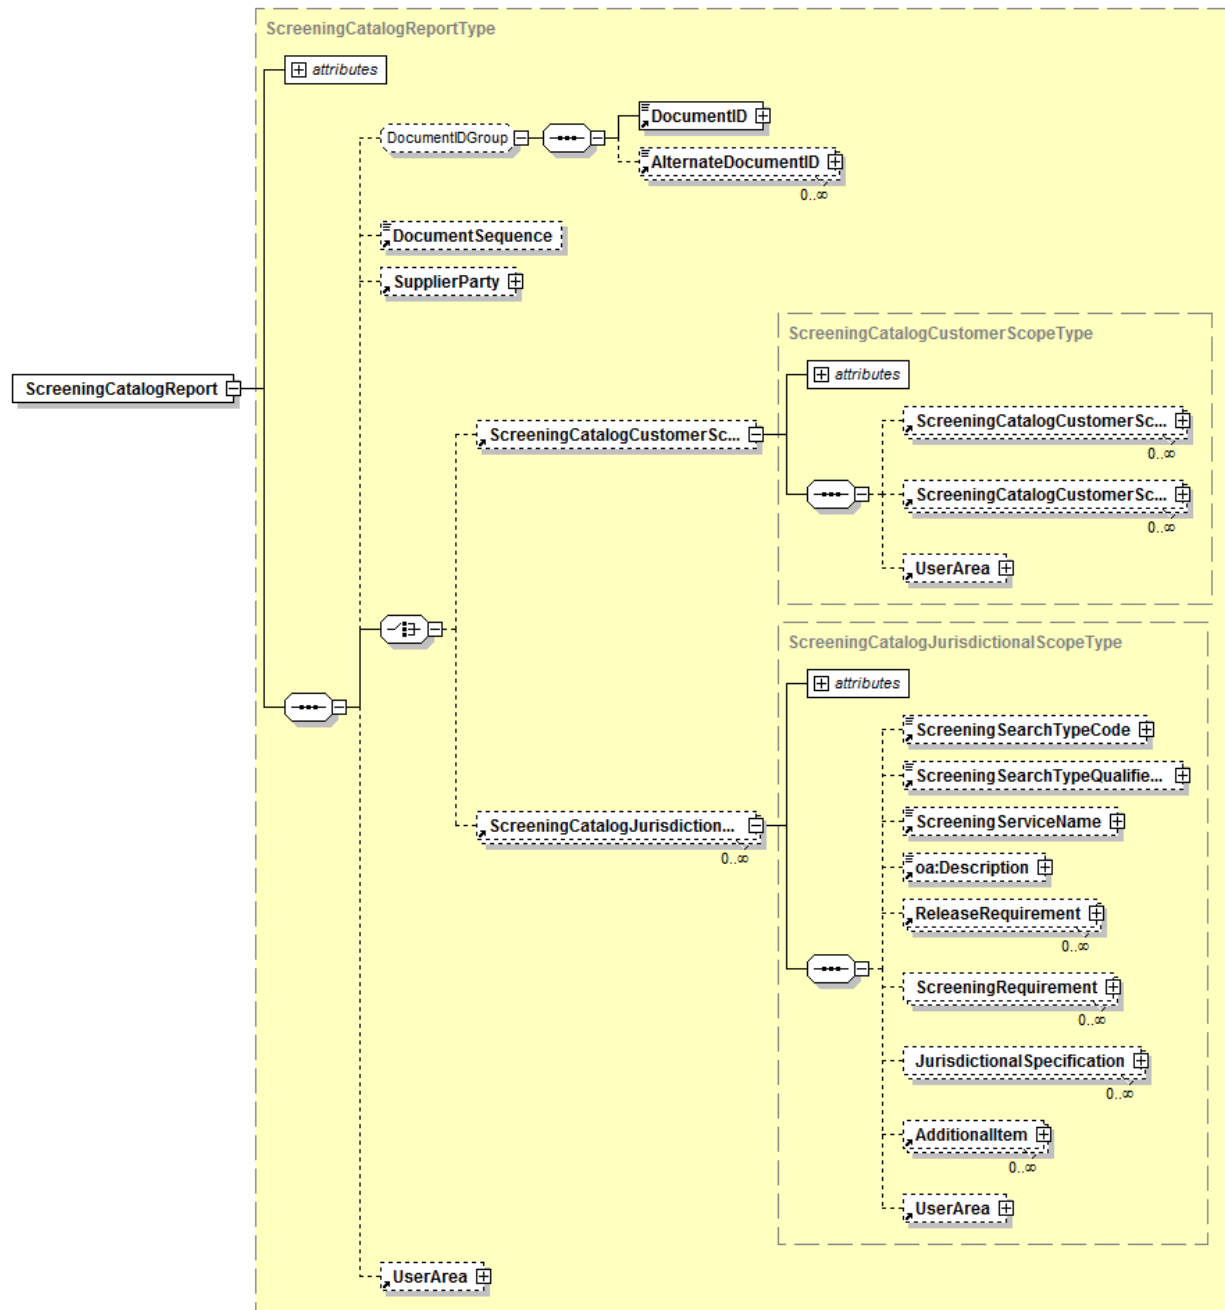 ScreeningCatalogReportType
attributes
DocumentIDGroup
DocumentID
AlternateDocumentID
0..∞
DocumentSequence
SupplierParty
ScreeningCatalogCustomerScopeType
ScreeningCatalogReport
attributes
ScreeningCatalogCustomerSc...
ScreeningCatalogCustomerSc...
0..∞
ScreeningCatalogCustomerSc...
0..∞
UserArea
ScreeningCatalogJurisdictionalScopeType
attributes
ScreeningSearchTypeCode
ScreeningSearchTypeQualifie...
ScreeningServiceName
ScreeningCatalogJurisdiction...
0..∞
oa:Description
ReleaseRequirement
0..∞
ScreeningRequirement
0..∞
JurisdictionalSpecification
0..∞
AdditionalItem
0..∞
UserArea
UserArea